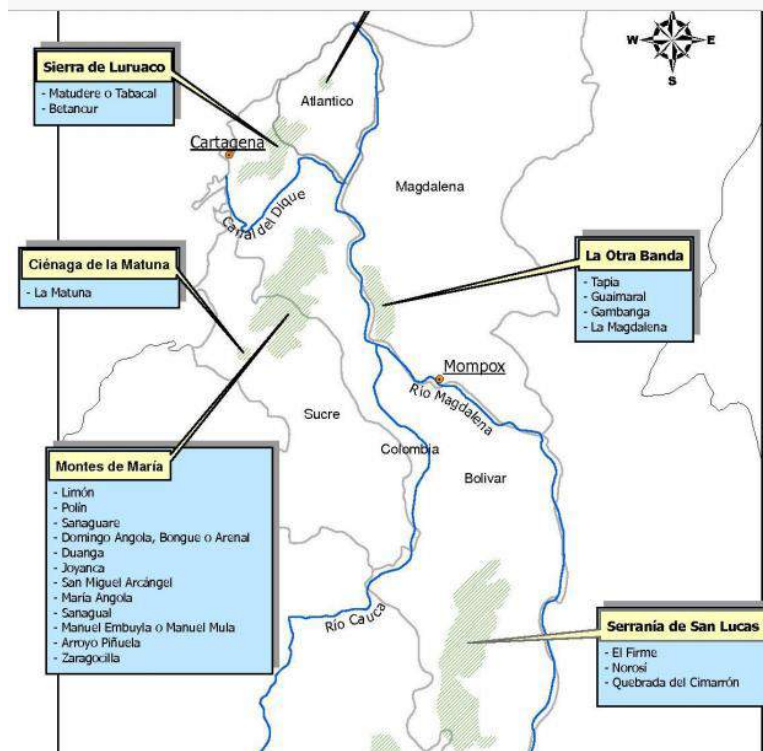 W
E
S
Sierra de Luruaco
- Matudere o Tabacal
- Betancur
Atlantico
Cartagena
Magdalena
Canal del Dique
Ciénaga de la Matuna
- La Matuna
La Otra Banda
- Tapia
- Guaimaral
- Gambanga
- La Magdalena
Mompox
Río Magdalena
Sucre
Colombia
Bolivar
Montes de María
- Limón
- Polín
- Sanaguare
- Domingo Angola, Bongue o Arenal
- Duanga
- Joyanca
- San Miguel Arcángel
- María Angola
- Sanagual
- Manuel Embuyla o Manuel Mula
- Arroyo Piñuela
- Zaragocilla
Río Cauca
Serranía de San Lucas
- El Firme
- Norosí
- Quebrada del Cimarrón